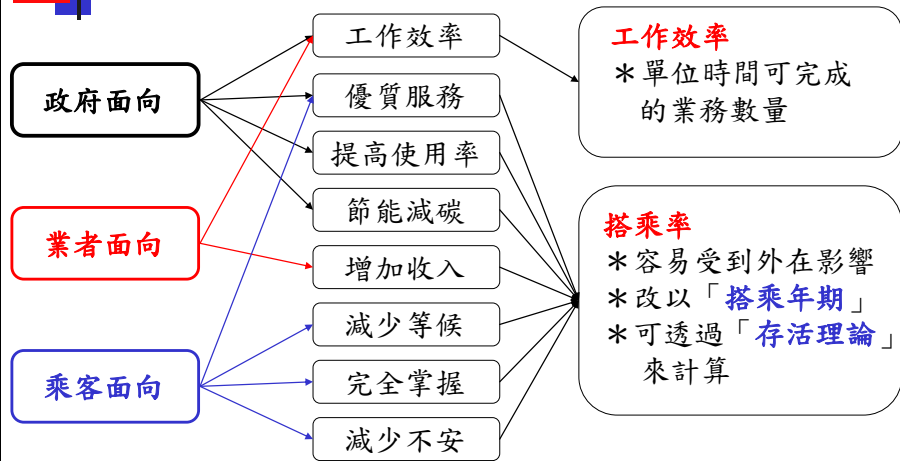 政府面向
業者面向
乘客面向
工作效率
優質服務
提高使用率
節能減碳
增加收入
減少等候
完全掌握
減少不安
工作效率
＊單位時間可完成
的業務數量
搭乘率
＊容易受到外在影響
＊改以「搭乘年期」
＊可透過「存活理論」
來計算